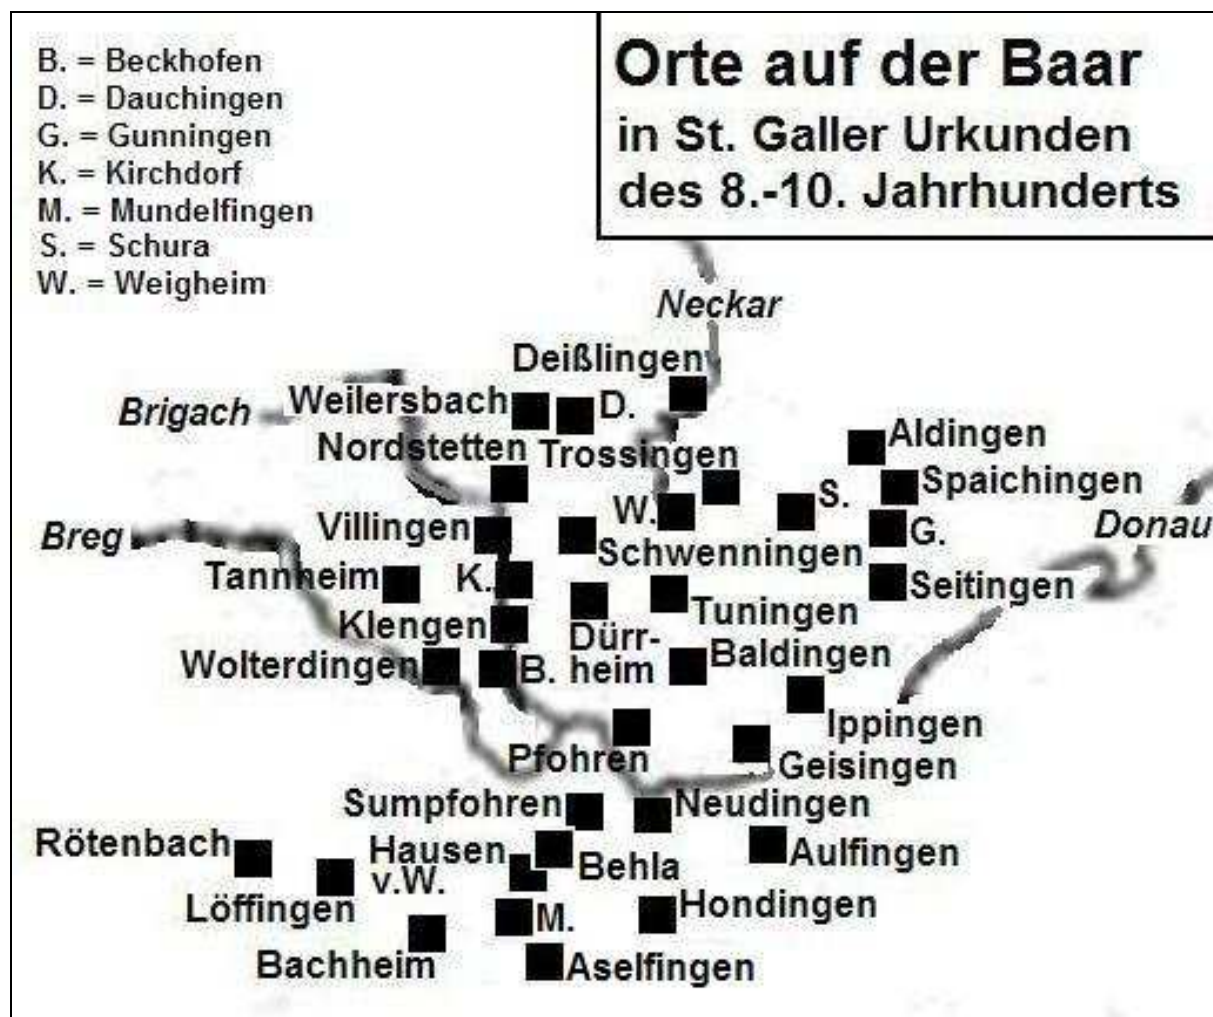 B. = Beckhofen
D. = Dauchingen
G. = Gunningen
K. = Kirchdorf
M. = Mundelfingen
S. = Schura
W. = Weigheim
Orte auf der Baar
in St. Galler Urkunden
des 8.-10. Jahrhunderts
Neckar
Deißlingen
Brigach
Weilersbach
D.
Nordstetten
Trossingen
Aldingen
Spaichingen
W.
S.
Breg
Villingen
Schwenningen
G.
Donau
Tannheim
K.
Seitingen
Klengen
Dürr-
heim
Tuningen
Wolterdingen
B.
Baldingen
Ippingen
Pfohren
Geisingen
Sumpfohren
Neudingen
Rötenbach
Hausen
v.W.
Behla
Aulfingen
Löffingen
M.
Hondingen
Bachheim
Aselfingen